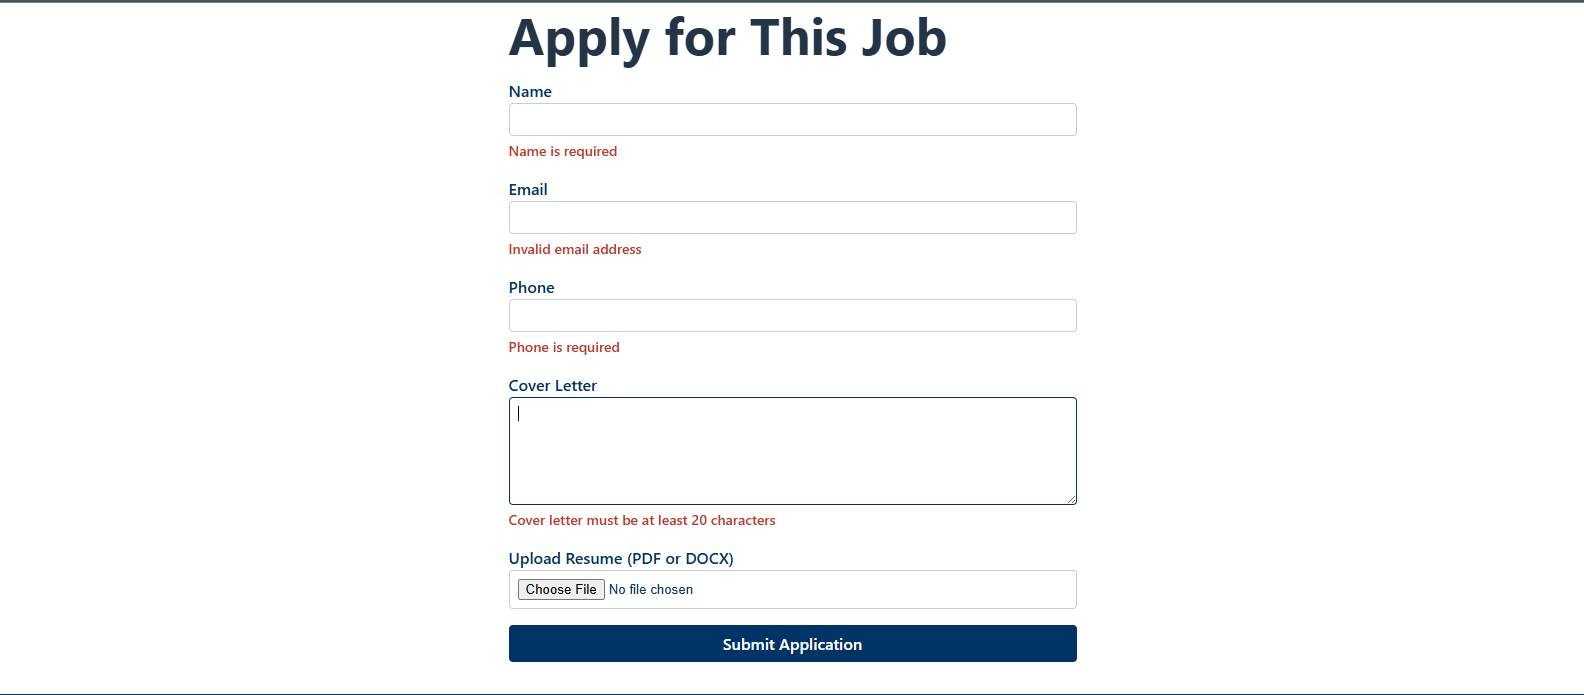 Apply for This Job
Name
Name is required
Email
Invalid email address
Phone
Phone is required
Cover Letter
Cover letter must be at least 20 characters
Upload Resume (PDF or DOCX)
Choose File No file chosen
Submit Application